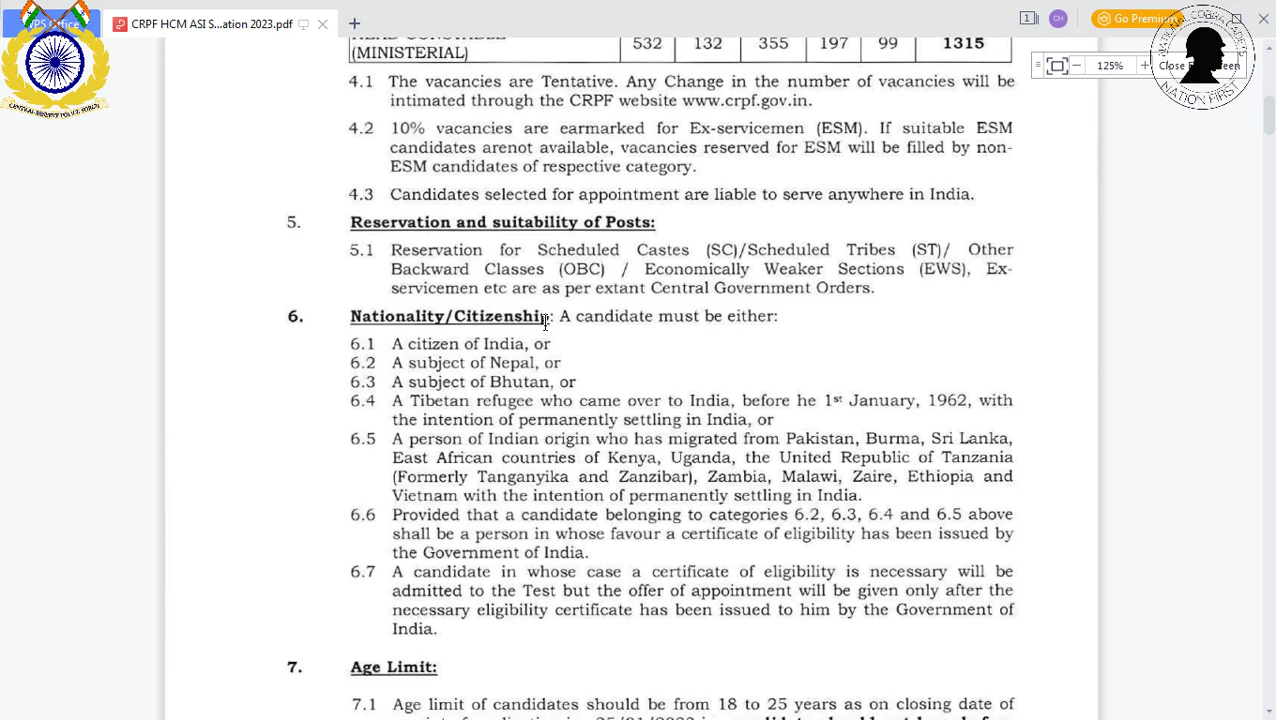 WPS Office
CRPF HCM ASI S...ation 2023.pdf
1
CH
Go Premium
125%
Close Full Screen
CENTRAL RESERVE POLICE FORCE
NATION FIRST
HEAD CONSTABLE
(MINISTERIAL) 532 132 355 197 99 1315
4.1 The vacancies are Tentative. Any Change in the number of vacancies will be
intimated through the CRPF website www.crpf.gov.in.
4.2 10% vacancies are earmarked for Ex-servicemen (ESM). If suitable ESM
candidates arenot available, vacancies reserved for ESM will be filled by non-
ESM candidates of respective category.
4.3 Candidates selected for appointment are liable to serve anywhere in India.
5. Reservation and suitability of Posts:
5.1 Reservation for Scheduled Castes (SC)/Scheduled Tribes (ST)/ Other
Backward Classes (OBC) / Economically Weaker Sections (EWS), Ex-
servicemen etc are as per extant Central Government Orders.
6. Nationality/Citizenship: A candidate must be either:
6.1 A citizen of India, or
6.2 A subject of Nepal, or
6.3 A subject of Bhutan, or
6.4 A Tibetan refugee who came over to India, before he 1st January, 1962, with
the intention of permanently settling in India, or
6.5 A person of Indian origin who has migrated from Pakistan, Burma, Sri Lanka,
East African countries of Kenya, Uganda, the United Republic of Tanzania
(Formerly Tanganyika and Zanzibar), Zambia, Malawi, Zaire, Ethiopia and
Vietnam with the intention of permanently settling in India.
6.6 Provided that a candidate belonging to categories 6.2, 6.3, 6.4 and 6.5 above
shall be a person in whose favour a certificate of eligibility has been issued by
the Government of India.
6.7 A candidate in whose case a certificate of eligibility is necessary will be
admitted to the Test but the offer of appointment will be given only after the
necessary eligibility certificate has been issued to him by the Government of
India.
7. Age Limit:
7.1 Age limit of candidates should be from 18 to 25 years as on closing date of